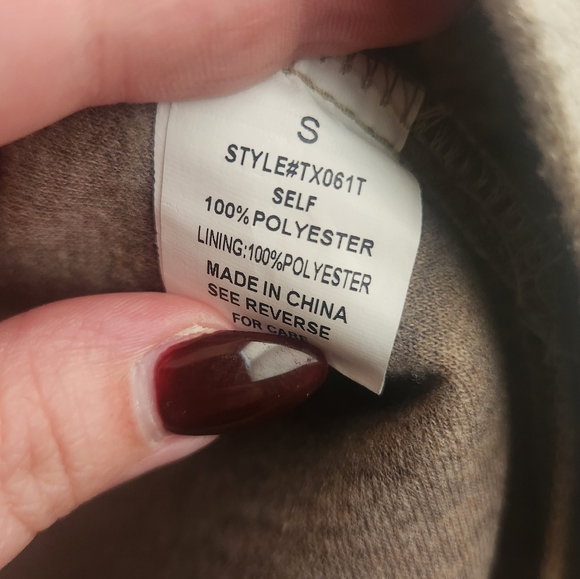 S
STYLE#TX061T
SELF
100% POLYESTER
LINING:100%POLYESTER
MADE IN CHINA
SEE REVERSE
FOR CARE